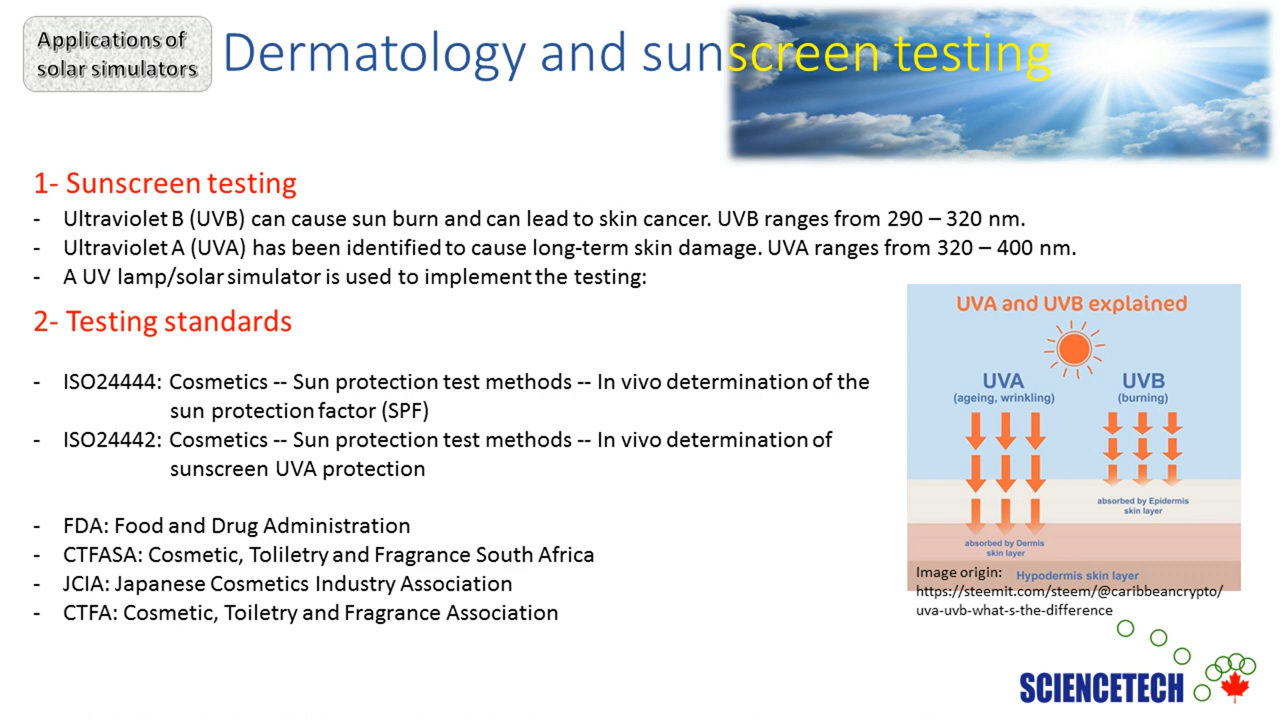 Applications of
solar simulators
Dermatology and sunscreen testing
1- Sunscreen testing
- Ultraviolet B (UVB) can cause sun burn and can lead to skin cancer. UVB ranges from 290 – 320 nm.
- Ultraviolet A (UVA) has been identified to cause long-term skin damage. UVA ranges from 320 – 400 nm.
- A UV lamp/solar simulator is used to implement the testing:
2- Testing standards
- ISO24444: Cosmetics -- Sun protection test methods -- In vivo determination of the
sun protection factor (SPF)
- ISO24442: Cosmetics -- Sun protection test methods -- In vivo determination of
sunscreen UVA protection
- FDA: Food and Drug Administration
- CTFASA: Cosmetic, Toliletry and Fragrance South Africa
- JCIA: Japanese Cosmetics Industry Association
- CTFA: Cosmetic, Toiletry and Fragrance Association
UVA and UVB explained
UVA
(ageing, wrinkling)
UVB
(burning)
absorbed by Epidermis
skin layer
absorbed by Dermis
skin layer
Hypodermis skin layer
Image origin:
https://steemit.com/steem/@caribbeancrypto/
uva-uvb-what-s-the-difference
SCIENCETECH